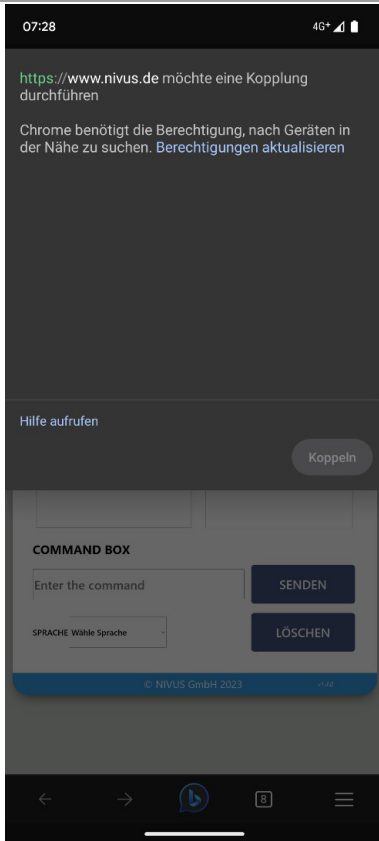 07:28 4G+
https://www.nivus.de möchte eine Kopplung
durchführen
Chrome benötigt die Berechtigung, nach Geräten in
der Nähe zu suchen. Berechtigungen aktualisieren
Hilfe aufrufen
Koppeln
COMMAND BOX
Enter the command SENDEN
SPRACHE Wähle Sprache LÖSCHEN
© NIVUS GmbH 2023
8